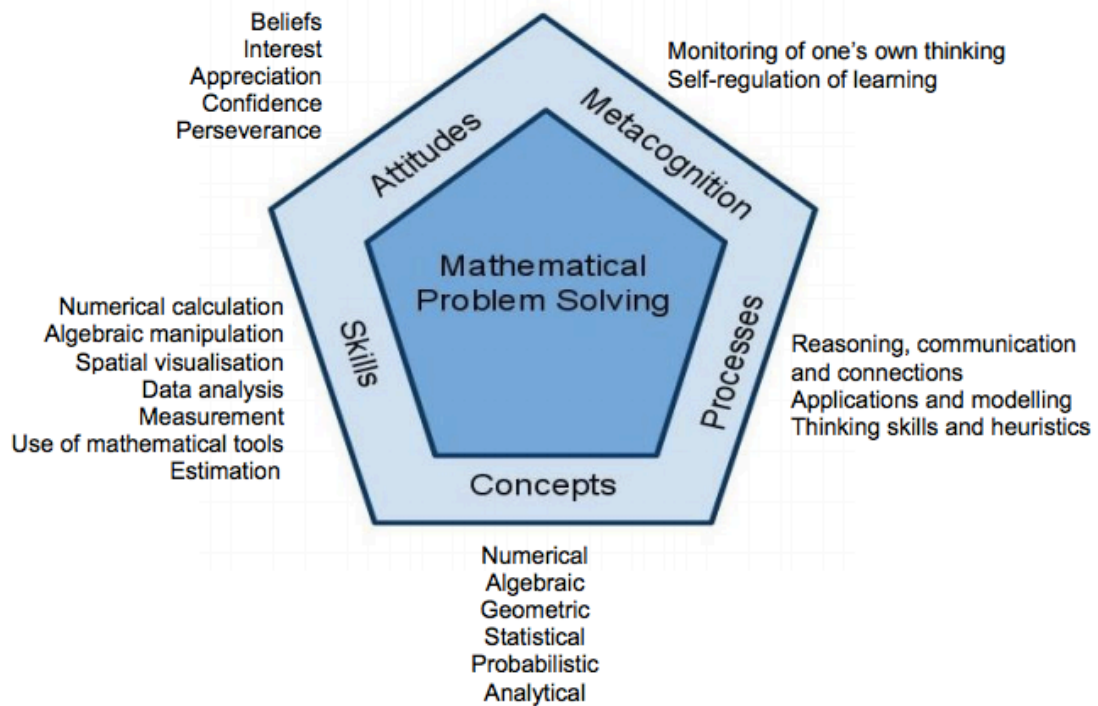 Beliefs
Interest
Appreciation
Confidence
Perseverance
Attitudes
Monitoring of one's own thinking
Self-regulation of learning
Metacognition
Mathematical
Problem Solving
Numerical calculation
Algebraic manipulation
Spatial visualisation
Data analysis
Measurement
Use of mathematical tools
Estimation
Skills
Processes
Reasoning, communication
and connections
Applications and modelling
Thinking skills and heuristics
Concepts
Numerical
Algebraic
Geometric
Statistical
Probabilistic
Analytical